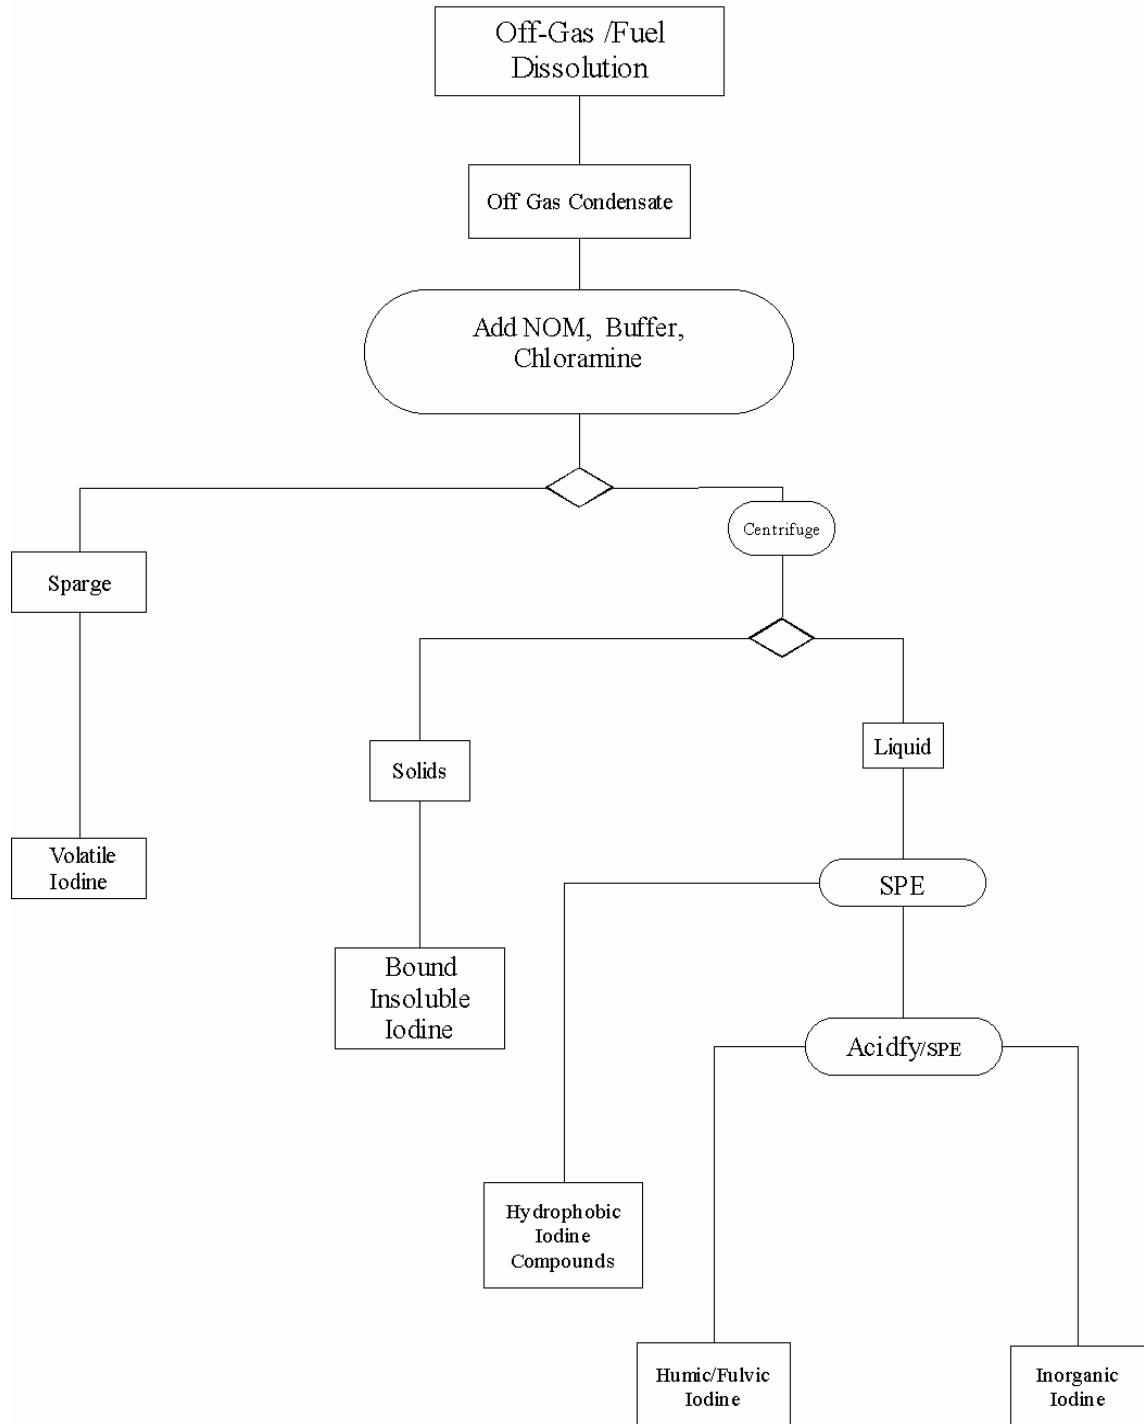 Off-Gas /Fuel
Dissolution
Off Gas Condensate
Add NOM, Buffer,
Chloramine
Centrifuge
Sparge
Solids
Liquid
Volatile
Iodine
SPE
Bound
Insoluble
Iodine
Acidfy/SPE
Hydrophobic
Iodine
Compounds
Humic/Fulvic
Iodine
Inorganic
Iodine